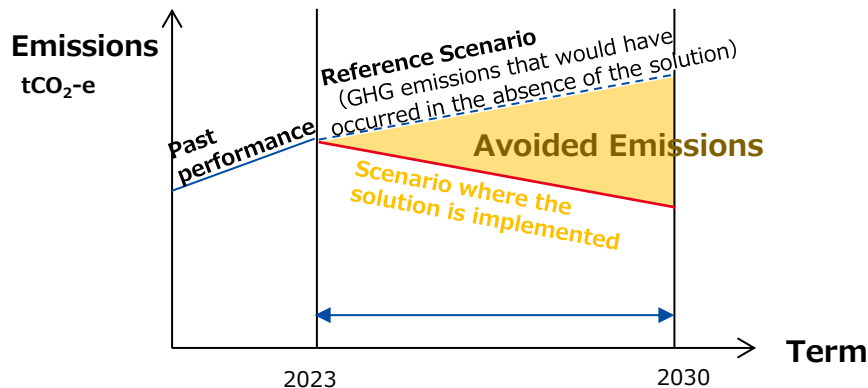 Emissions
tCO₂-e
Past
performance
Reference Scenario
（GHG emissions that would have
occurred in the absence of the solution）
Avoided Emissions
Scenario where the
solution is implemented
Term
2023
2030